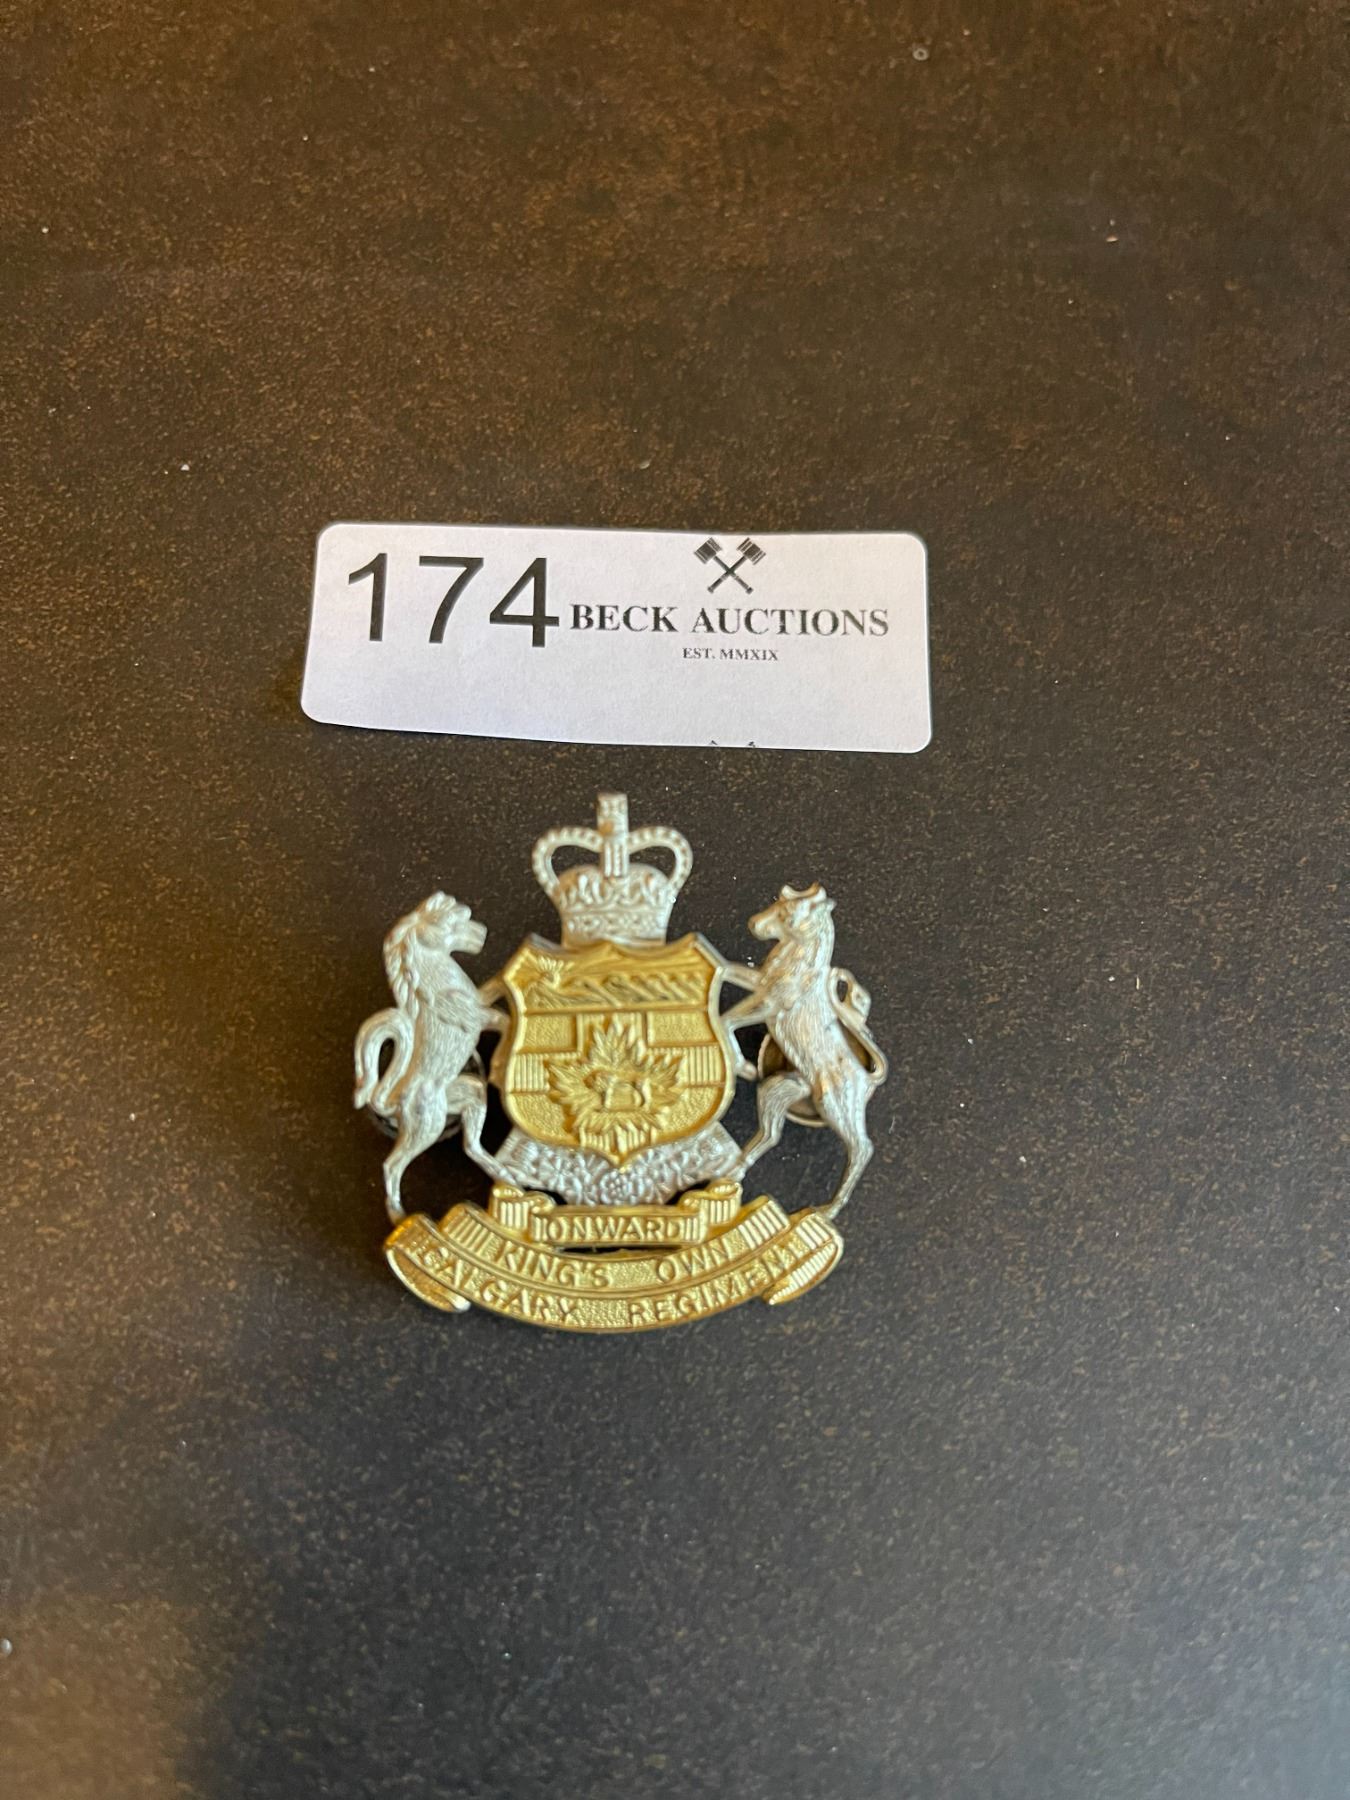 174
BECK AUCTIONS
EST. MMXIX
ONWARD
KING'S OWN
CALGARY REGIMENT